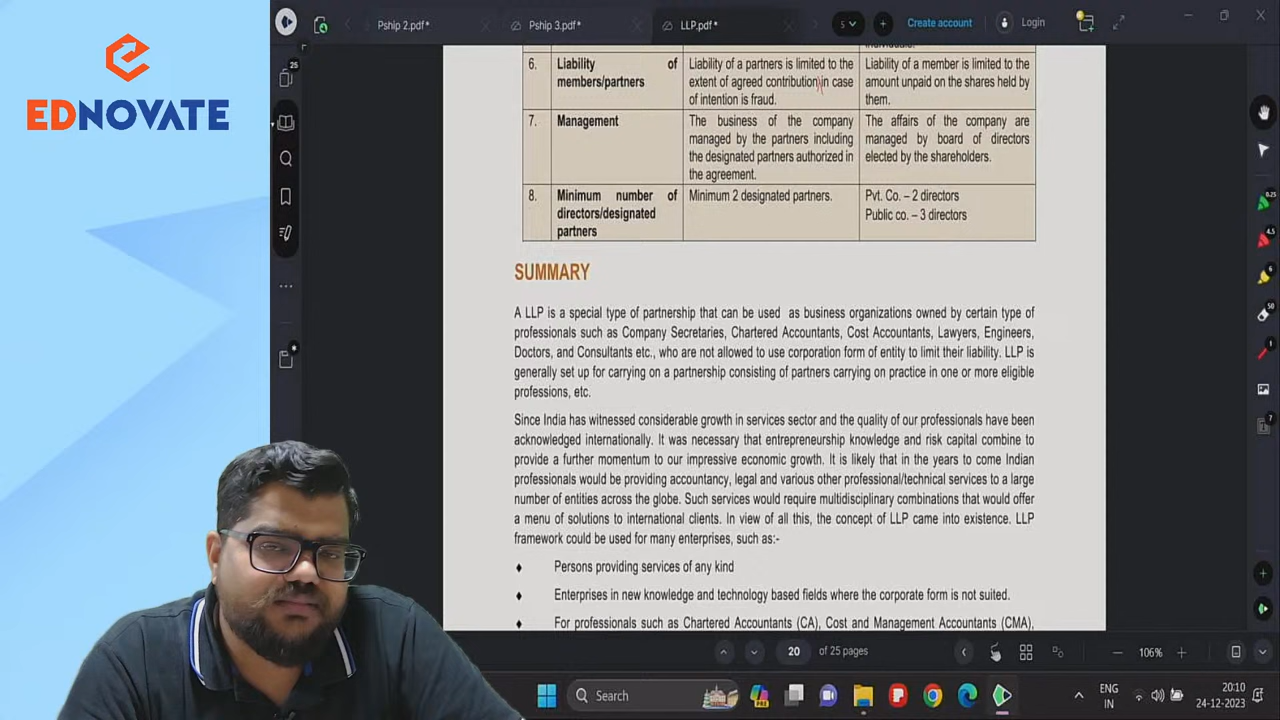 EDNOVATE
Pship 2.pdf*
Pship 3.pdf*
LLP.pdf*
5
Create account
Login
25
individuals.
6. Liability of members/partners
Liability of a partners is limited to the extent of agreed contribution in case of intention is fraud.
Liability of a member is limited to the amount unpaid on the shares held by them.
7. Management
The business of the company managed by the partners including the designated partners authorized in the agreement.
The affairs of the company are managed by board of directors elected by the shareholders.
8. Minimum number of directors/designated partners
Minimum 2 designated partners.
Pvt. Co. – 2 directors
Public co. – 3 directors
SUMMARY
A LLP is a special type of partnership that can be used as business organizations owned by certain type of
professionals such as Company Secretaries, Chartered Accountants, Cost Accountants, Lawyers, Engineers,
Doctors, and Consultants etc., who are not allowed to use corporation form of entity to limit their liability. LLP is
generally set up for carrying on a partnership consisting of partners carrying on practice in one or more eligible
professions, etc.
Since India has witnessed considerable growth in services sector and the quality of our professionals have been
acknowledged internationally. It was necessary that entrepreneurship knowledge and risk capital combine to
provide a further momentum to our impressive economic growth. It is likely that in the years to come Indian
professionals would be providing accountancy, legal and various other professional/technical services to a large
number of entities across the globe. Such services would require multidisciplinary combinations that would offer
a menu of solutions to international clients. In view of all this, the concept of LLP came into existence. LLP
framework could be used for many enterprises, such as:-
♦ Persons providing services of any kind
♦ Enterprises in new knowledge and technology based fields where the corporate form is not suited.
♦ For professionals such as Chartered Accountants (CA), Cost and Management Accountants (CMA),
0.25
4.5
6
50
1
7
20 of 25 pages
106%
Search
PRE
ENG
IN
20:10
24-12-2023